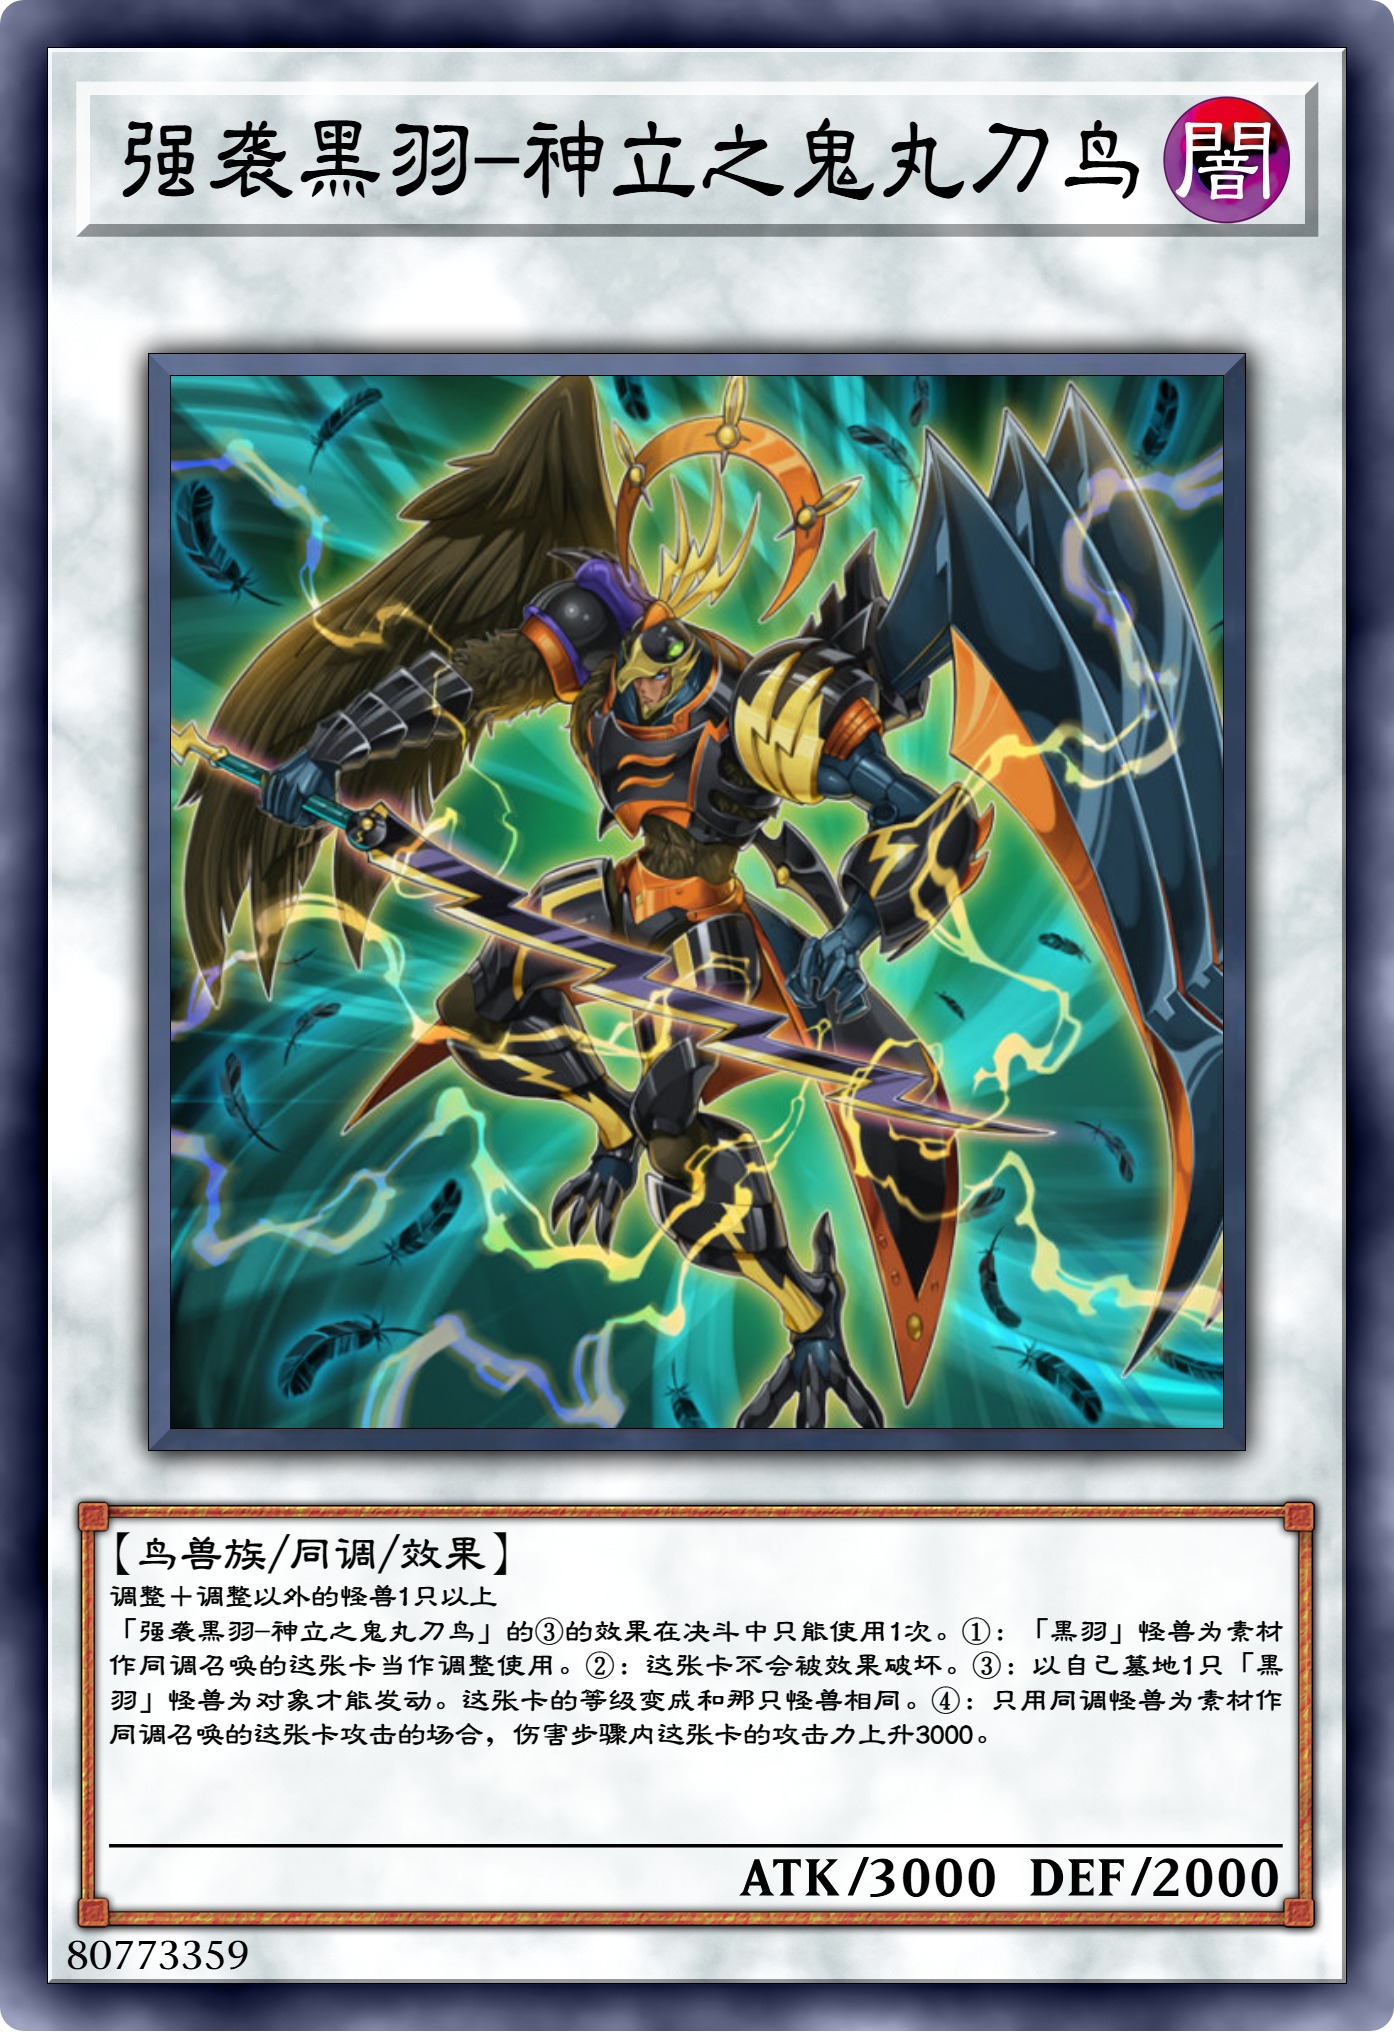 强袭黑羽-神立之鬼丸刀鸟 闇
【鸟兽族/同调/效果】
调整＋调整以外的怪兽1只以上
「强袭黑羽-神立之鬼丸刀鸟」的③的效果在决斗中只能使用1次。①：「黑羽」怪兽为素材
作同调召唤的这张卡当作调整使用。②：这张卡不会被效果破坏。③：以自己墓地1只「黑
羽」怪兽为对象才能发动。这张卡的等级变成和那只怪兽相同。④：只用同调怪兽为素材作
同调召唤的这张卡攻击的场合，伤害步骤内这张卡的攻击力上升3000。
ATK/3000 DEF/2000
80773359